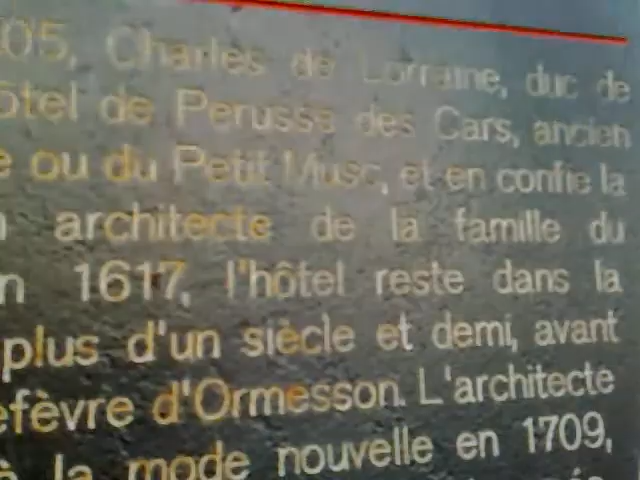 05, Charles de Lorraine, duc de
ôtel de Perusse des Cars, ancien
e ou du Petit Musc, et en confie la
architecte de la famille du
n 1617, l'hôtel reste dans la
plus d'un siècle et demi, avant
efèvre d'Ormesson. L'architecte
à la mode nouvelle en 1709,